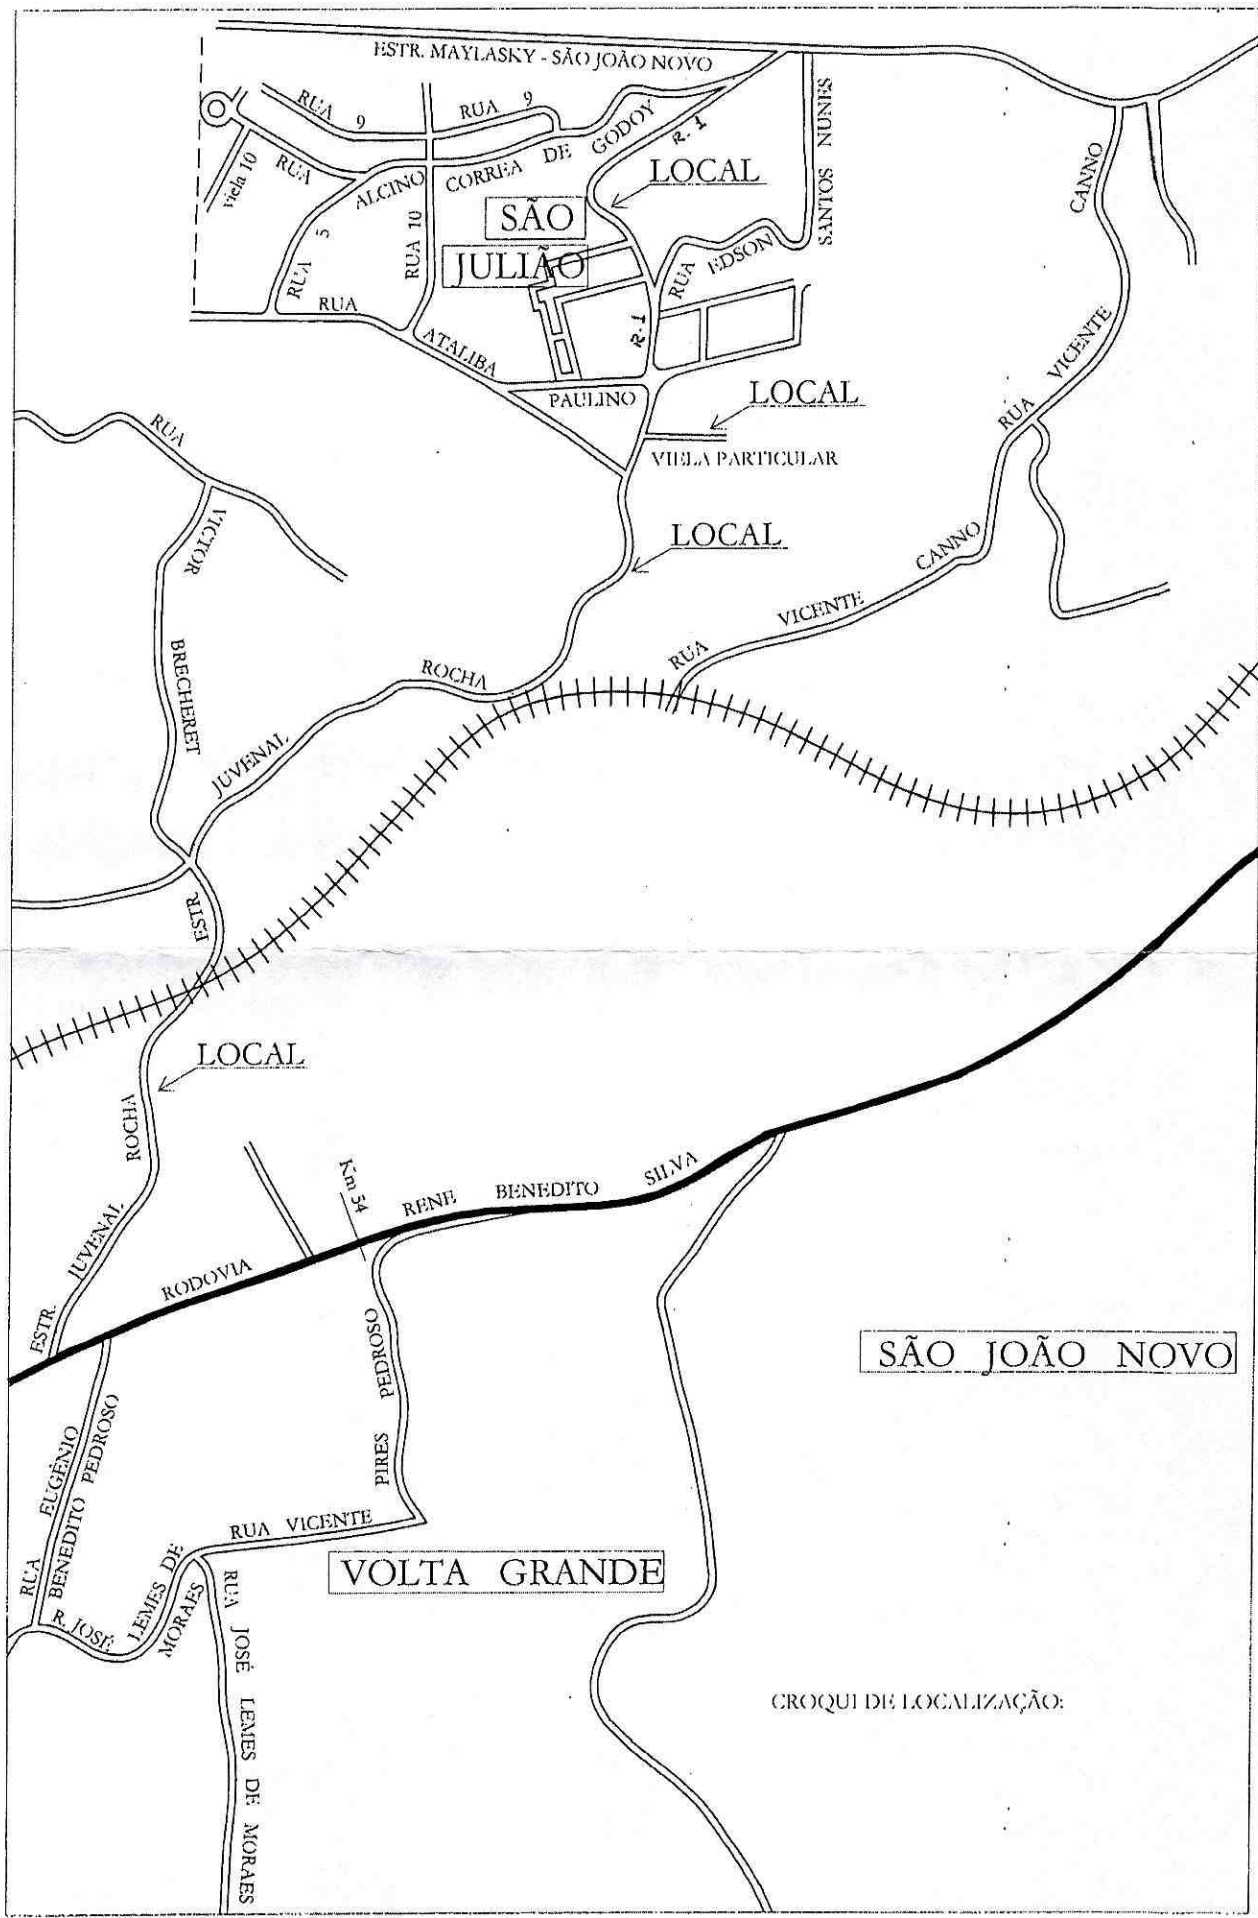 ESTR. MAYLASKY - SÃO JOÃO NOVO
RUA 9
RUA 9
RUA ALCINO CORREA DE GODOY
R. 1
SANTOS NUNES
CANNO
LOCAL
viela 10
SÃO
JULIÃO
RUA 5
RUA 10
RUA EDSON
RUA ATALIBA PAULINO
R-1
RUA VICENTE
LOCAL
VIELA PARTICULAR
RUA
VICTOR
BRECHERET
LOCAL
RUA VICENTE CANNO
ESTR. JUVENAL ROCHA
LOCAL
ESTR. JUVENAL ROCHA
Km 54
RODOVIA RENE BENEDITO SILVA
SÃO JOÃO NOVO
RUA EUGÊNIO
BENEDITO PEDROSO
RUA VICENTE PIRES PEDROSO
VOLTA GRANDE
R. JOSÉ LEMES DE
MORAES
RUA JOSÉ LEMES DE MORAES
CROQUI DE LOCALIZAÇÃO: